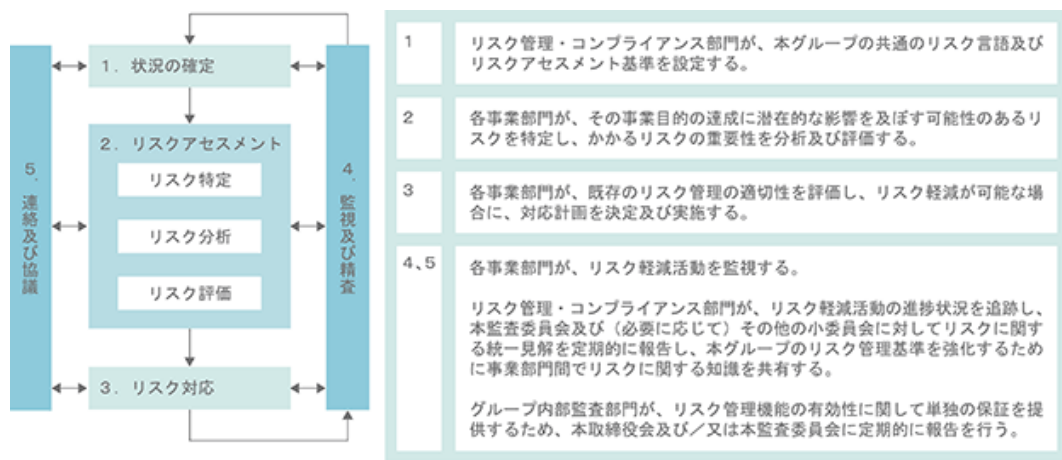 1. 状況の確定
2. リスクアセスメント
リスク特定
リスク分析
リスク評価
3. リスク対応
4. 監視及び精査
5. 連絡及び協議
1
リスク管理・コンプライアンス部門が、本グループの共通のリスク言語及び
リスクアセスメント基準を設定する。
2
各事業部門が、その事業目的の達成に潜在的な影響を及ぼす可能性のある
リスクを特定し、かかるリスクの重要性を分析及び評価する。
3
各事業部門が、既存のリスク管理の適切性を評価し、リスク軽減が可能な場
合に、対応計画を決定及び実施する。
4、5
各事業部門が、リスク軽減活動を監視する。
リスク管理・コンプライアンス部門が、リスク軽減活動の進捗状況を追跡し、
本監査委員会及び（必要に応じて）その他の小委員会に対してリスクに関す
る統一見解を定期的に報告し、本グループのリスク管理基準を強化するため
に事業部門間でリスクに関する知識を共有する。
グループ内部監査部門が、リスク管理機能の有効性に関して単独の保証を提
供するため、本取締役会及び／又は本監査委員会に定期的に報告を行う。